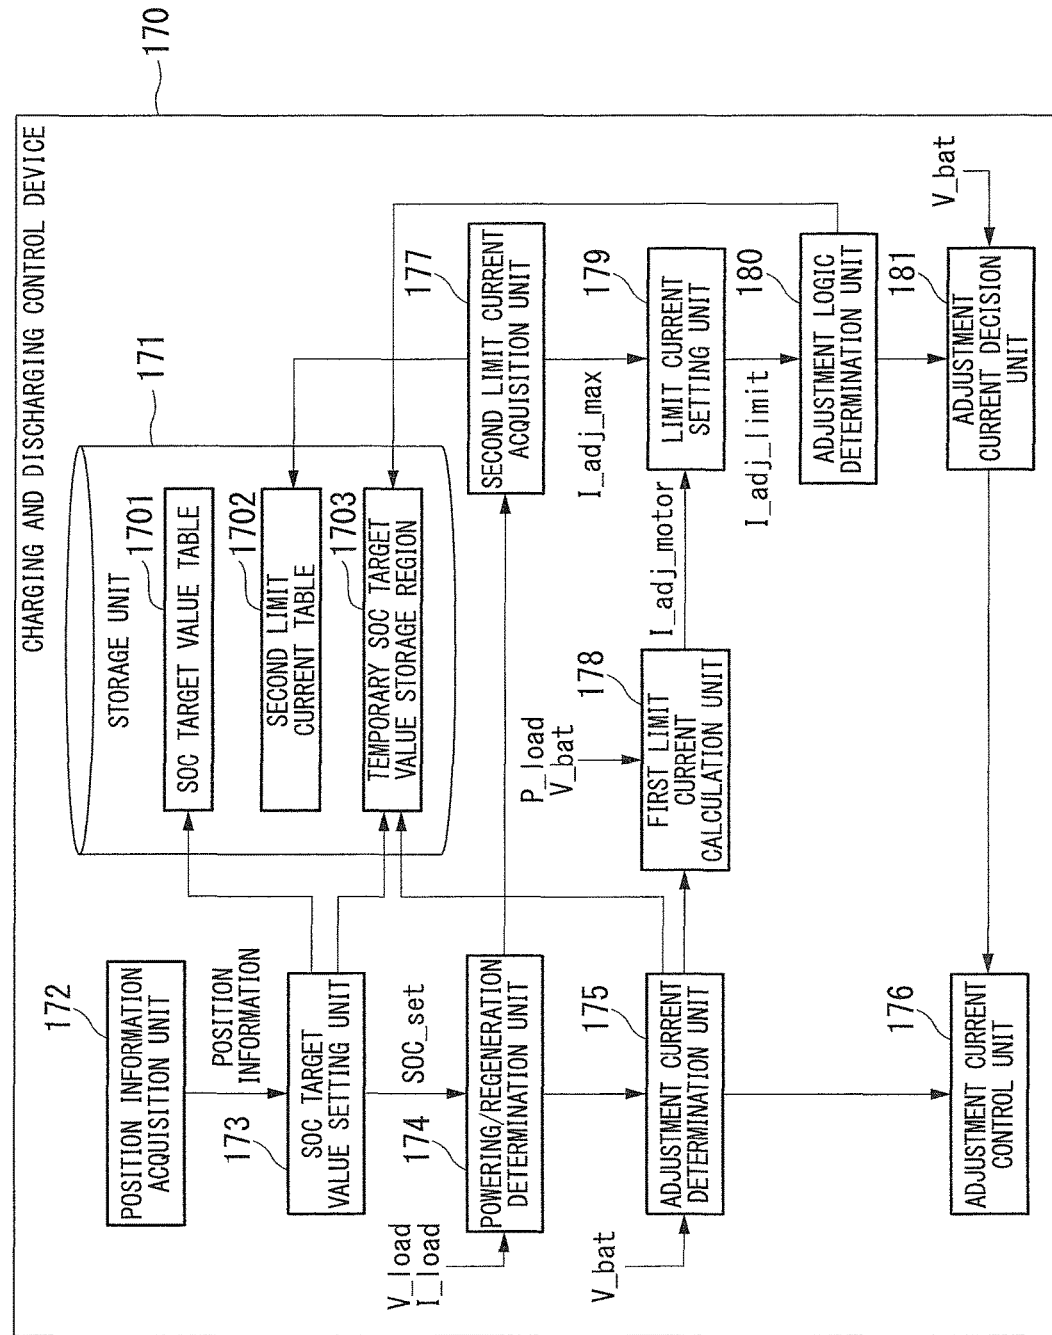 CHARGING AND DISCHARGING CONTROL DEVICE
170
STORAGE UNIT
171
SOC TARGET VALUE TABLE
1701
SECOND LIMIT
CURRENT TABLE
1702
TEMPORARY SOC TARGET
VALUE STORAGE REGION
1703
172
POSITION INFORMATION
ACQUISITION UNIT
POSITION
INFORMATION
173
SOC TARGET
VALUE SETTING UNIT
SOC_set
174
POWERING/REGENERATION
DETERMINATION UNIT
V_load
I_load
177
SECOND LIMIT CURRENT
ACQUISITION UNIT
I_adj_max
175
ADJUSTMENT CURRENT
DETERMINATION UNIT
V_bat
P_load
V_bat
178
FIRST LIMIT
CURRENT
CALCULATION UNIT
I_adj_motor
179
LIMIT CURRENT
SETTING UNIT
I_adj_limit
180
ADJUSTMENT LOGIC
DETERMINATION UNIT
176
ADJUSTMENT CURRENT
CONTROL UNIT
181
ADJUSTMENT
CURRENT DECISION
UNIT
V_bat